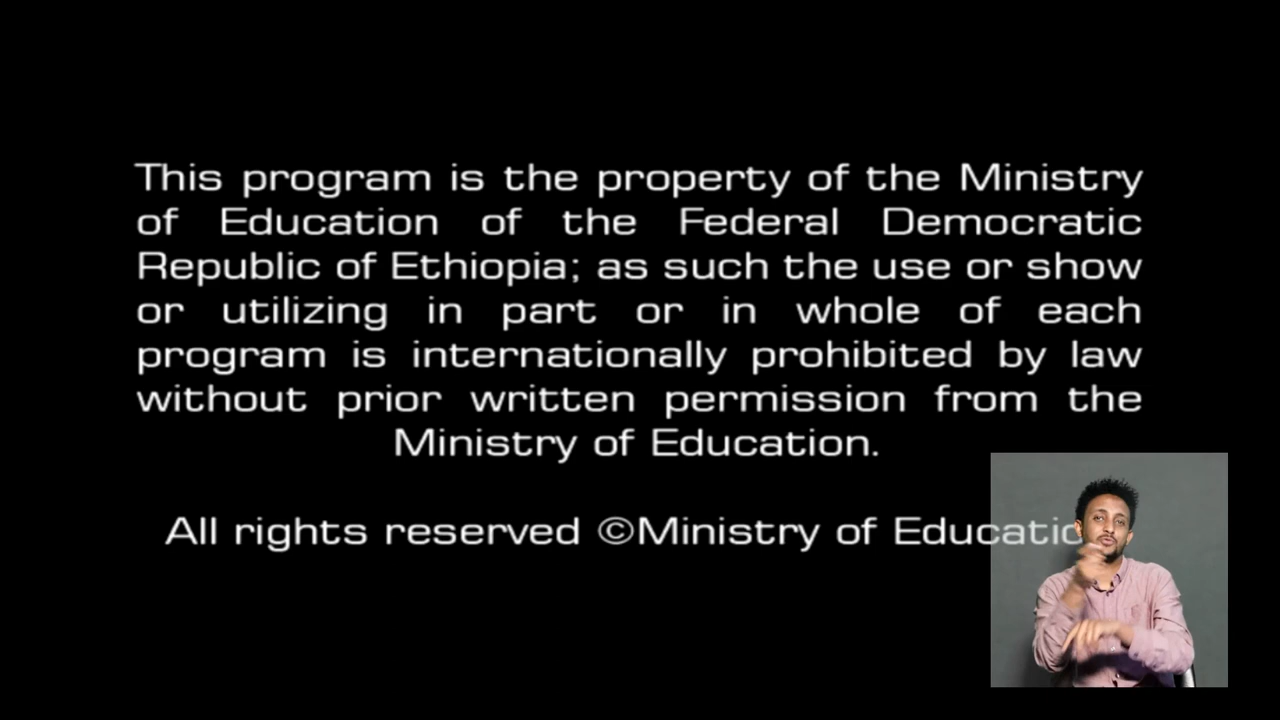 This program is the property of the Ministry
of Education of the Federal Democratic
Republic of Ethiopia; as such the use or show
or utilizing in part or in whole of each
program is internationally prohibited by law
without prior written permission from the
Ministry of Education.
All rights reserved ©Ministry of Educatio